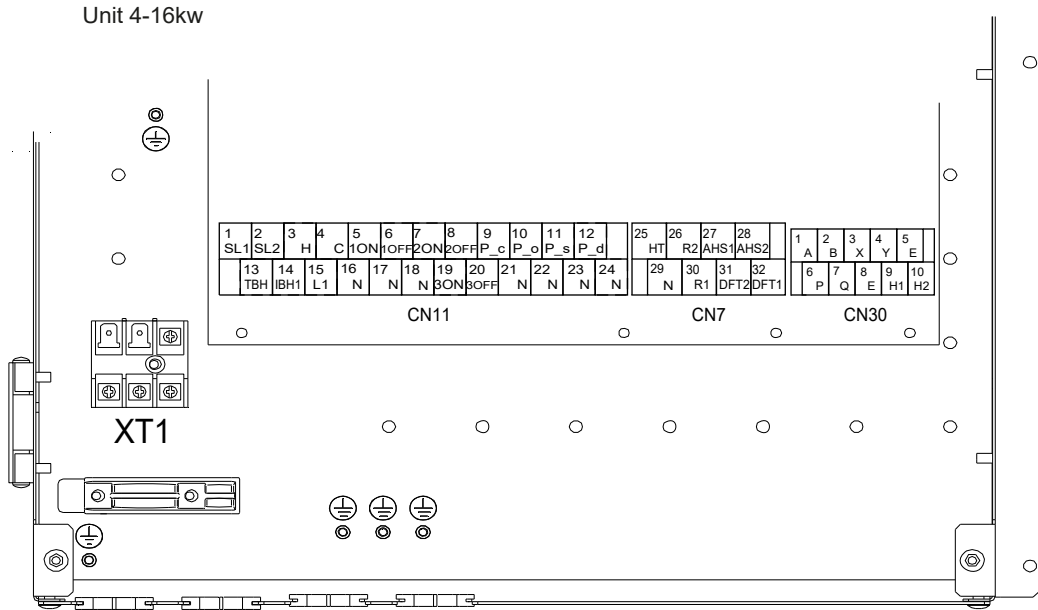 Unit 4-16kw
1 2 3 4 5 6 7 8 9 10 11 12
SL1 SL2 H C 1ON 1OFF 2ON 2OFF P_c P_o P_s P_d
13 14 15 16 17 18 19 20 21 22 23 24
TBH IBH1 L1 N N N 3ON 3OFF N N N N
CN11
25 26 27 28
HT R2 AHS1 AHS2
29 30 31 32
N R1 DFT2 DFT1
CN7
1 2 3 4 5
A B X Y E
6 7 8 9 10
P Q E H1 H2
CN30
XT1